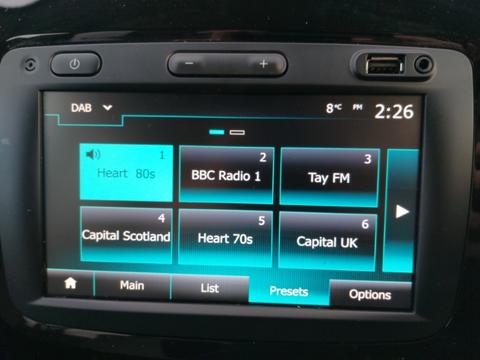 DAB 8°C PM 2:26
1 2 3
Heart 80s BBC Radio 1 Tay FM
4 5 6
Capital Scotland Heart 70s Capital UK
Main List Presets Options